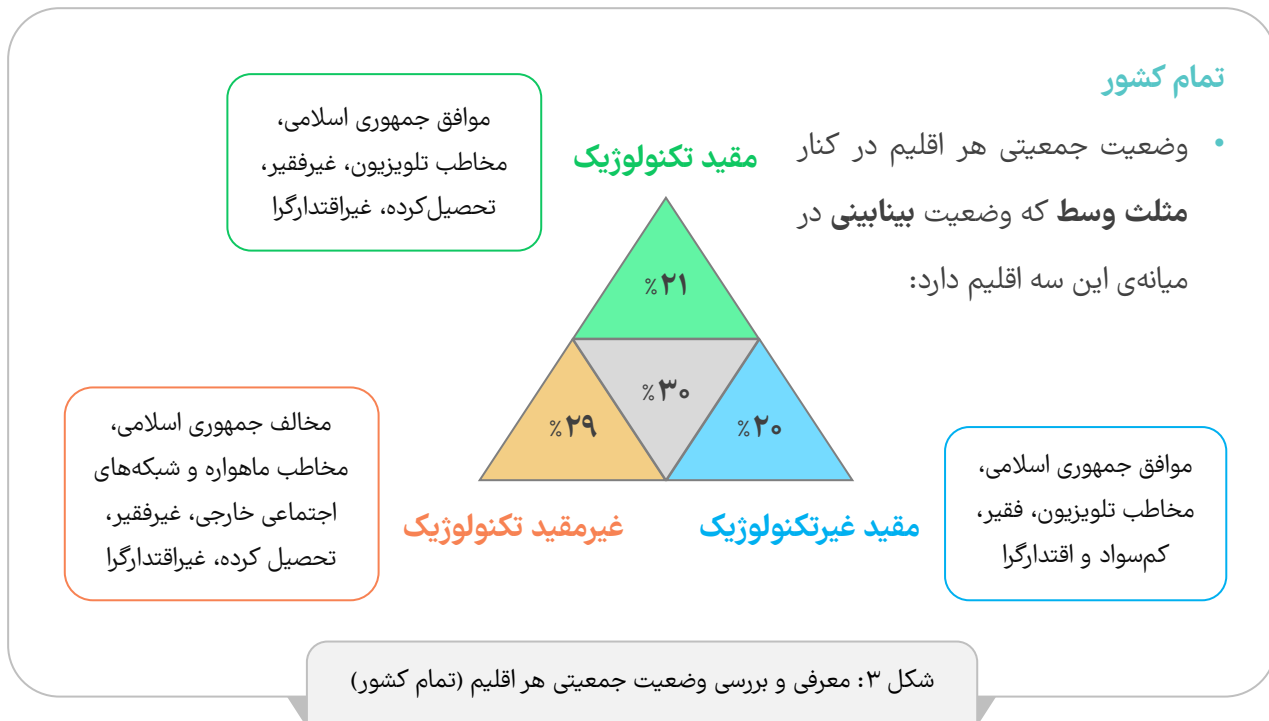 تمام کشور
• وضعیت جمعیتی هر اقلیم در کنار
مثلث وسط که وضعیت بینابینی در
میانه‌ی این سه اقلیم دارد:
موافق جمهوری اسلامی،
مخاطب تلویزیون، غیرفقیر،
تحصیل‌کرده، غیراقتدارگرا
مقید تکنولوژیک
%۲۱
%۳۰
%۲۹
%۲۰
مخالف جمهوری اسلامی،
مخاطب ماهواره و شبکه‌های
اجتماعی خارجی، غیرفقیر،
تحصیل کرده، غیراقتدارگرا
غیرمقید تکنولوژیک
مقید غیرتکنولوژیک
موافق جمهوری اسلامی،
مخاطب تلویزیون، فقیر،
کم‌سواد و اقتدارگرا
شکل ۳: معرفی و بررسی وضعیت جمعیتی هر اقلیم (تمام کشور)